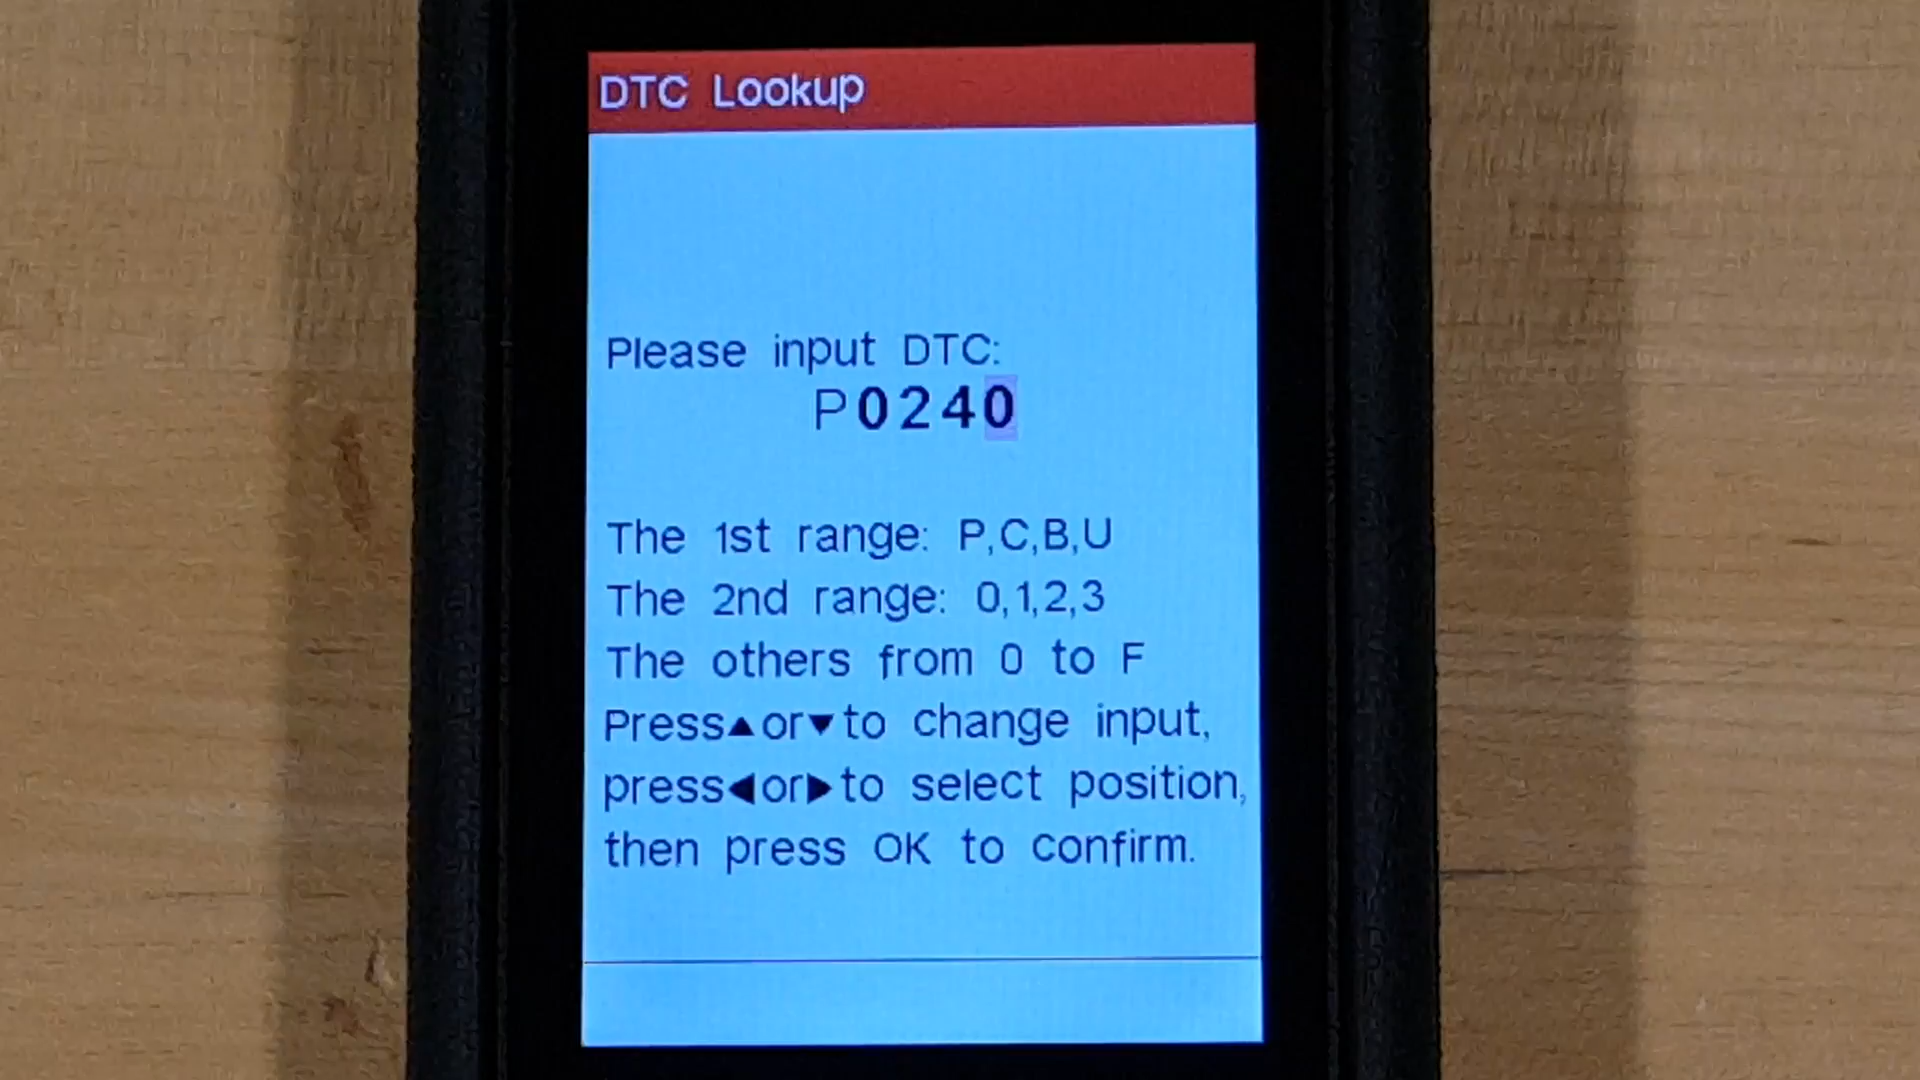 DTC Lookup
Please input DTC:
P0240
The 1st range: P,C,B,U
The 2nd range: 0,1,2,3
The others from 0 to F
Press▲or▼to change input,
press◀or▶to select position,
then press OK to confirm.